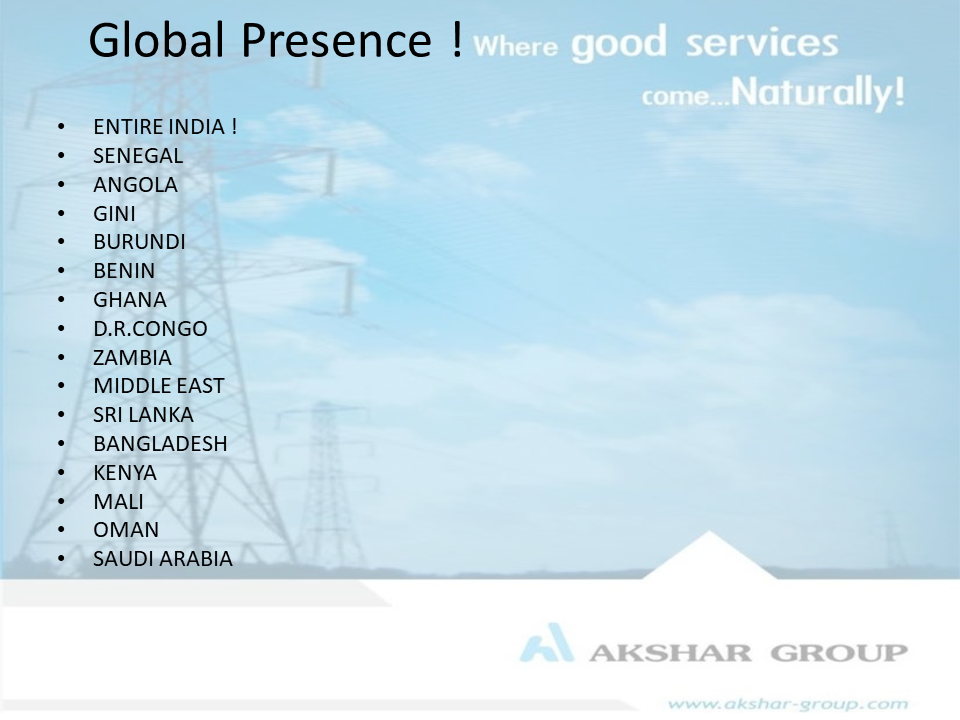 Global Presence ! Where good services
come...Naturally!
• ENTIRE INDIA !
• SENEGAL
• ANGOLA
• GINI
• BURUNDI
• BENIN
• GHANA
• D.R.CONGO
• ZAMBIA
• MIDDLE EAST
• SRI LANKA
• BANGLADESH
• KENYA
• MALI
• OMAN
• SAUDI ARABIA
AKSHAR GROUP
www.akshar-group.com